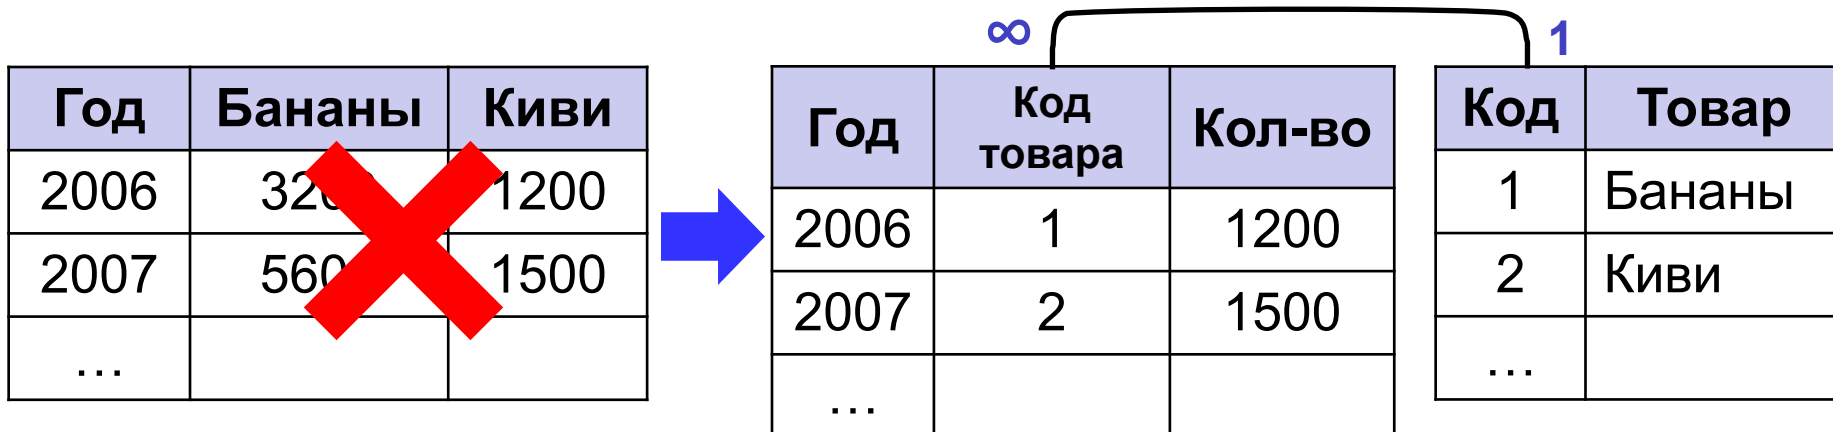 ∞ 1
Год Бананы Киви
2006 1200
2007 1500
…
Год Код товара Кол-во
2006 1 1200
2007 2 1500
…
Код Товар
1 Бананы
2 Киви
…